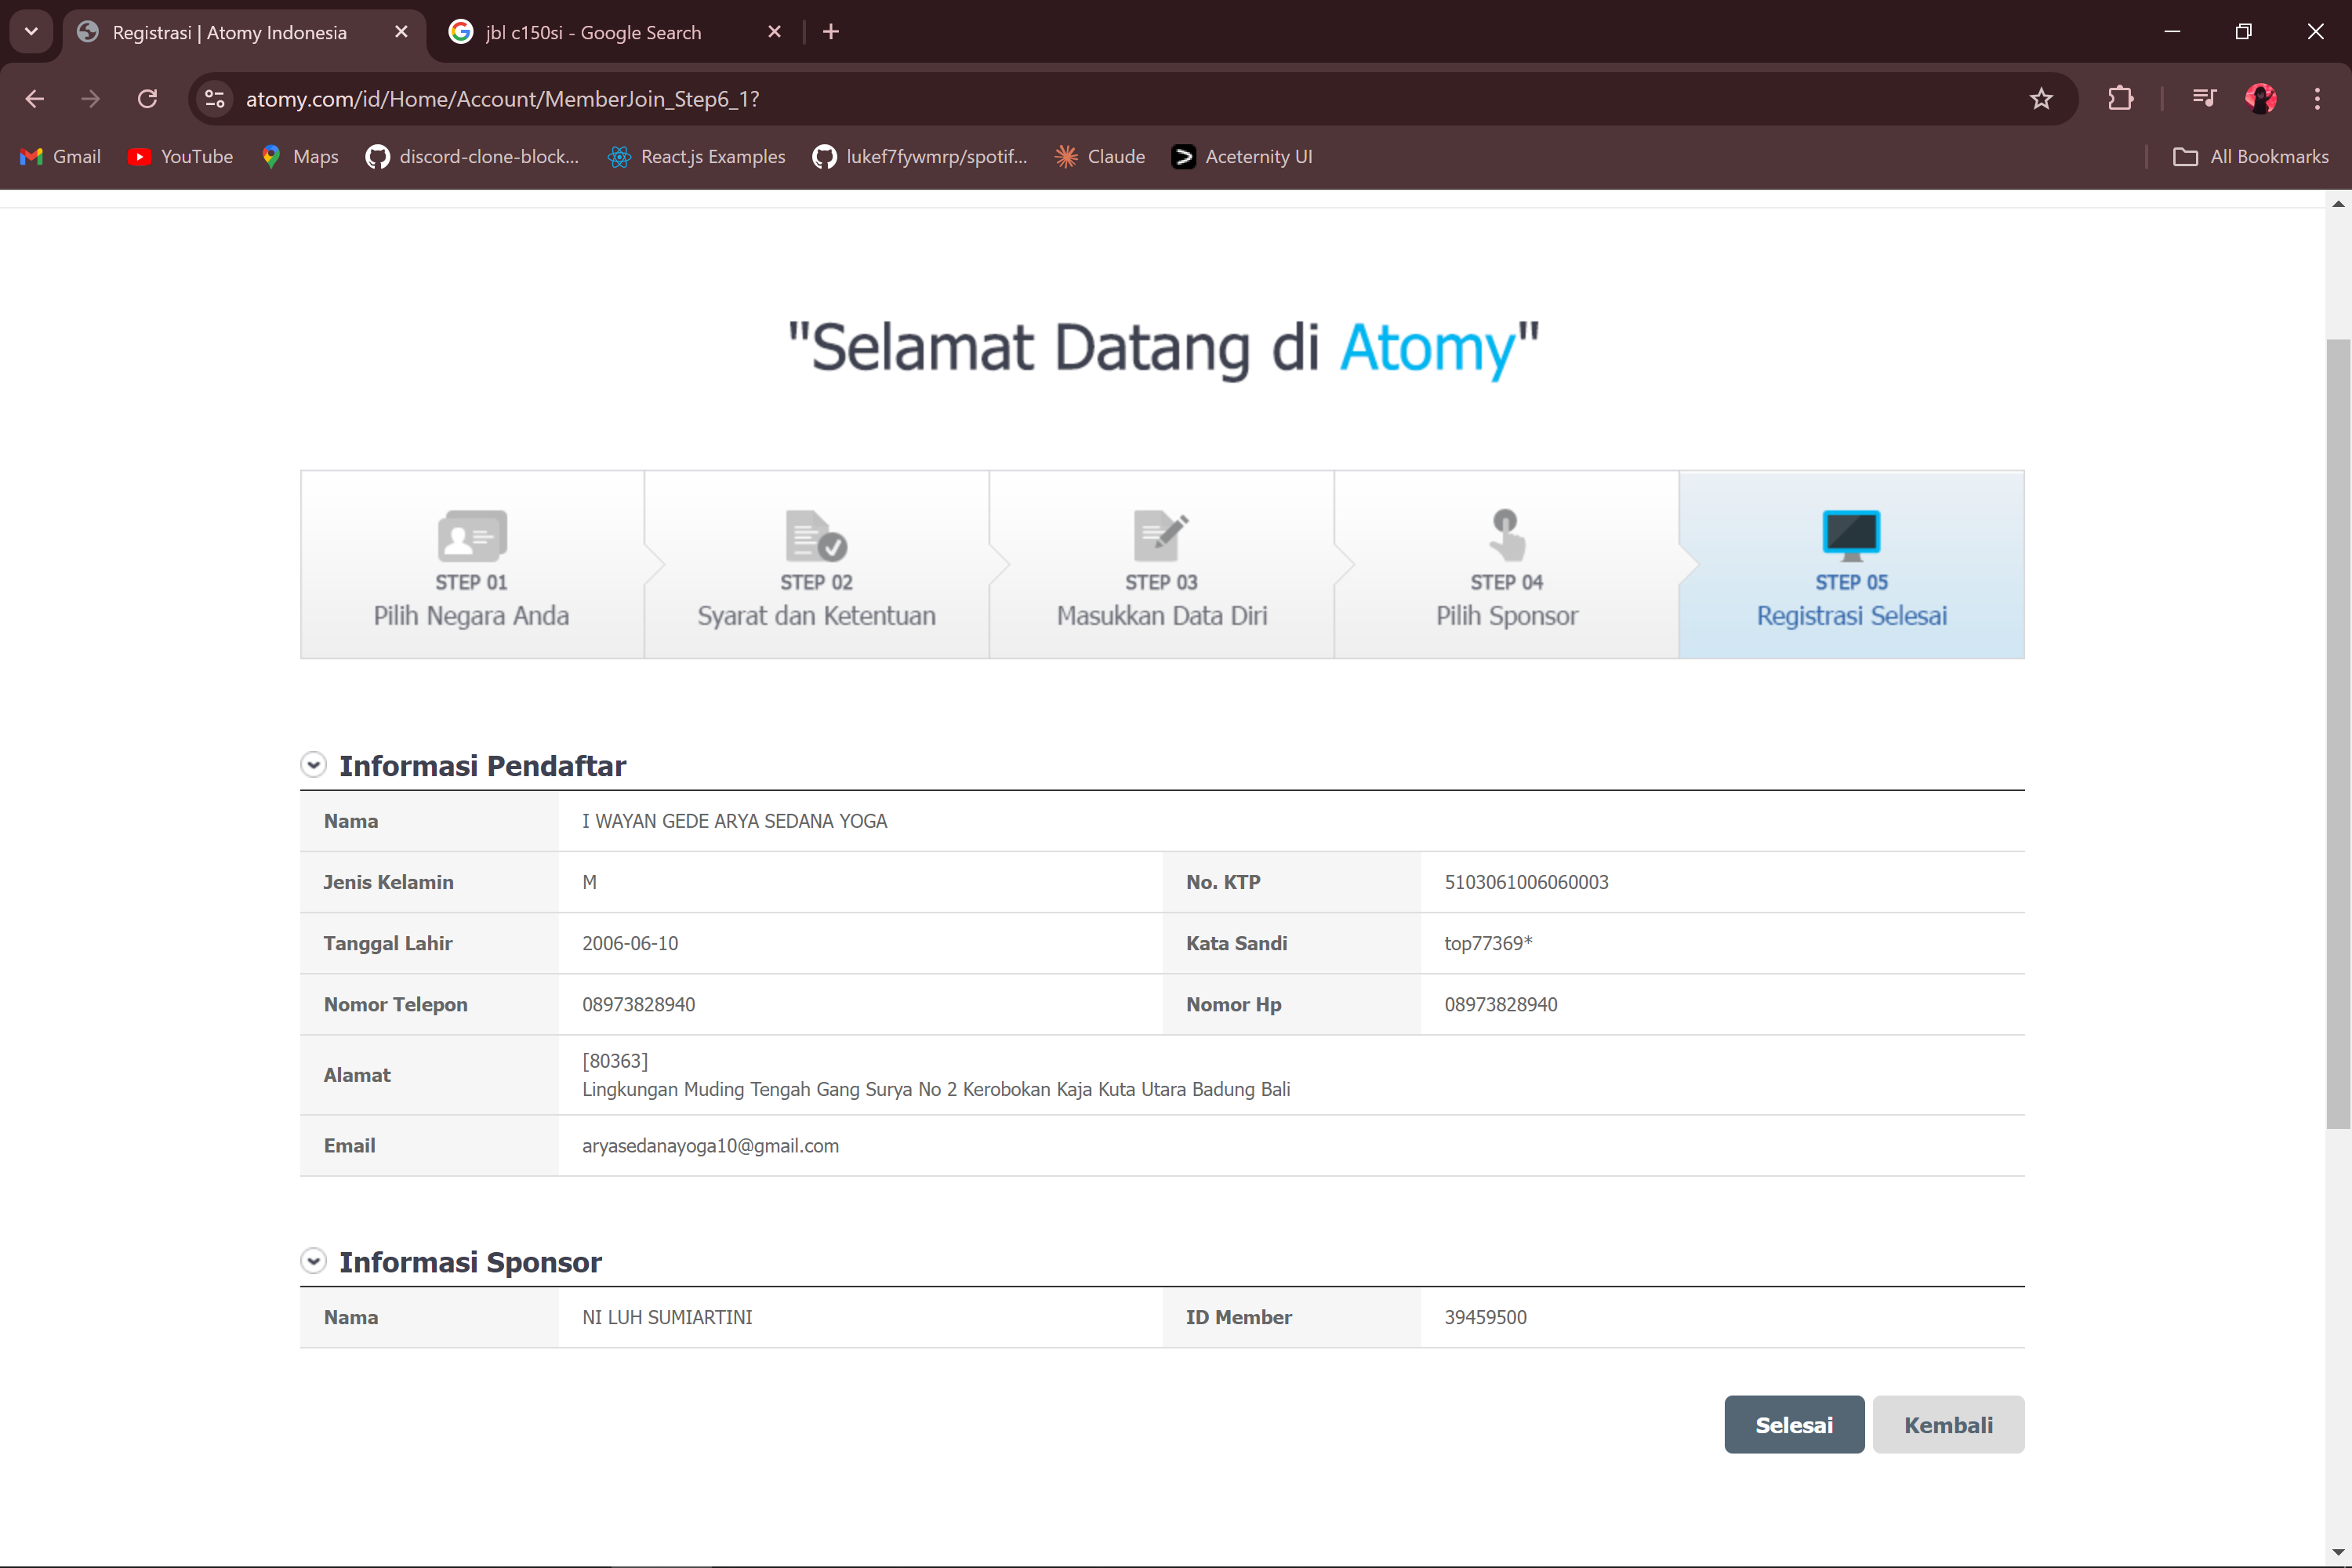 Registrasi | Atomy Indonesia
jbl c150si - Google Search
atomy.com/id/Home/Account/MemberJoin_Step6_1?
Gmail
YouTube
Maps
discord-clone-block...
React.js Examples
lukef7fywmrp/spotif...
Claude
Aceternity UI
All Bookmarks
"Selamat Datang di Atomy"
STEP 01
Pilih Negara Anda
STEP 02
Syarat dan Ketentuan
STEP 03
Masukkan Data Diri
STEP 04
Pilih Sponsor
STEP 05
Registrasi Selesai
Informasi Pendaftar
Nama I WAYAN GEDE ARYA SEDANA YOGA
Jenis Kelamin M No. KTP 5103061006060003
Tanggal Lahir 2006-06-10 Kata Sandi top77369*
Nomor Telepon 08973828940 Nomor Hp 08973828940
Alamat [80363]
Lingkungan Muding Tengah Gang Surya No 2 Kerobokan Kaja Kuta Utara Badung Bali
Email aryasedanayoga10@gmail.com
Informasi Sponsor
Nama NI LUH SUMIARTINI ID Member 39459500
Selesai Kembali